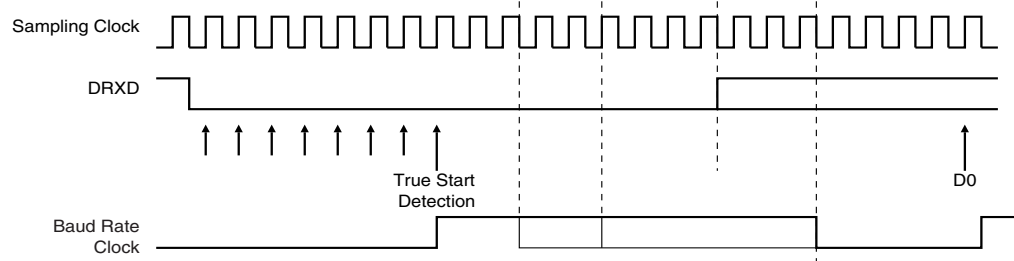 Sampling Clock
DRXD
True Start
Detection
D0
Baud Rate
Clock